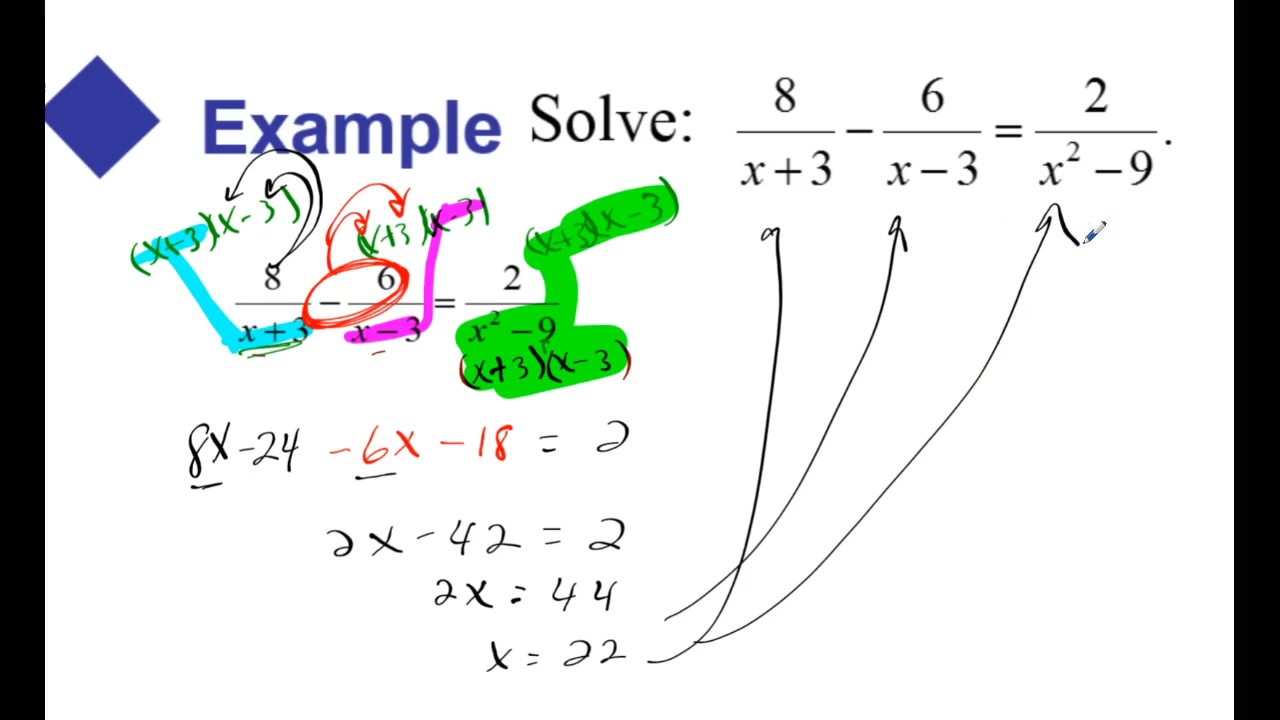 Example Solve: 8/(x+3) − 6/(x−3) = 2/(x² −9).
(x+3)(x-3) (x+3)(x-3) (x+3)(x-3)
8/(x+3) − 6/(x−3) = 2/(x² −9)
(x+3)(x-3)
8x-24 -6x-18 = 2
2x-42 = 2
2x = 44
x = 22